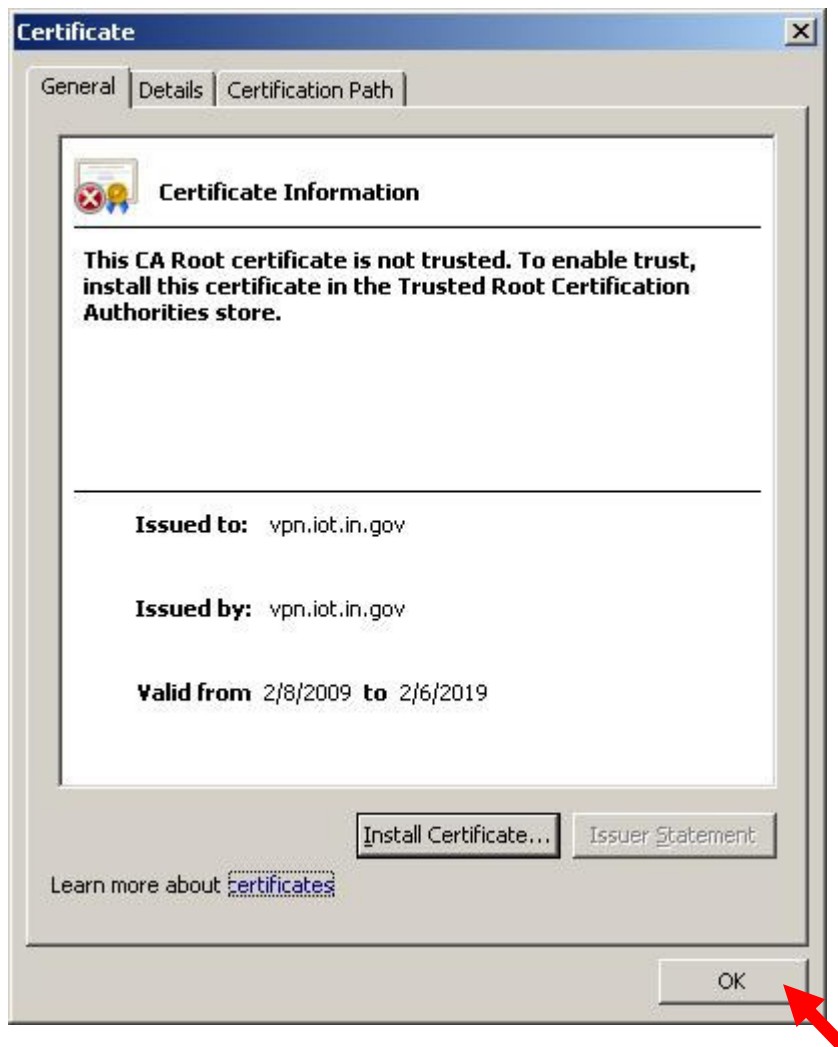 Certificate
General Details Certification Path
Certificate Information
This CA Root certificate is not trusted. To enable trust,
install this certificate in the Trusted Root Certification
Authorities store.
Issued to: vpn.iot.in.gov
Issued by: vpn.iot.in.gov
Valid from 2/8/2009 to 2/6/2019
Install Certificate... Issuer Statement
Learn more about certificates
OK